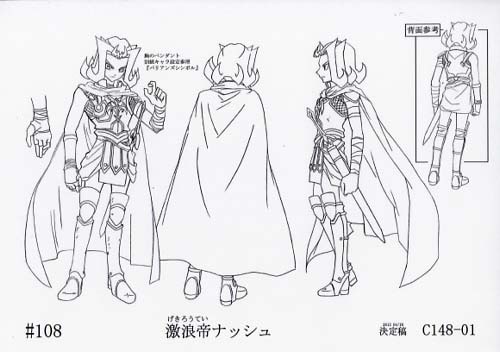 胸のペンダント
旧紙キャラ設定参照
『バリアンズシンボル』
背面参考
#108
げきろうてい
激浪帝ナッシュ
決定稿
C148-01